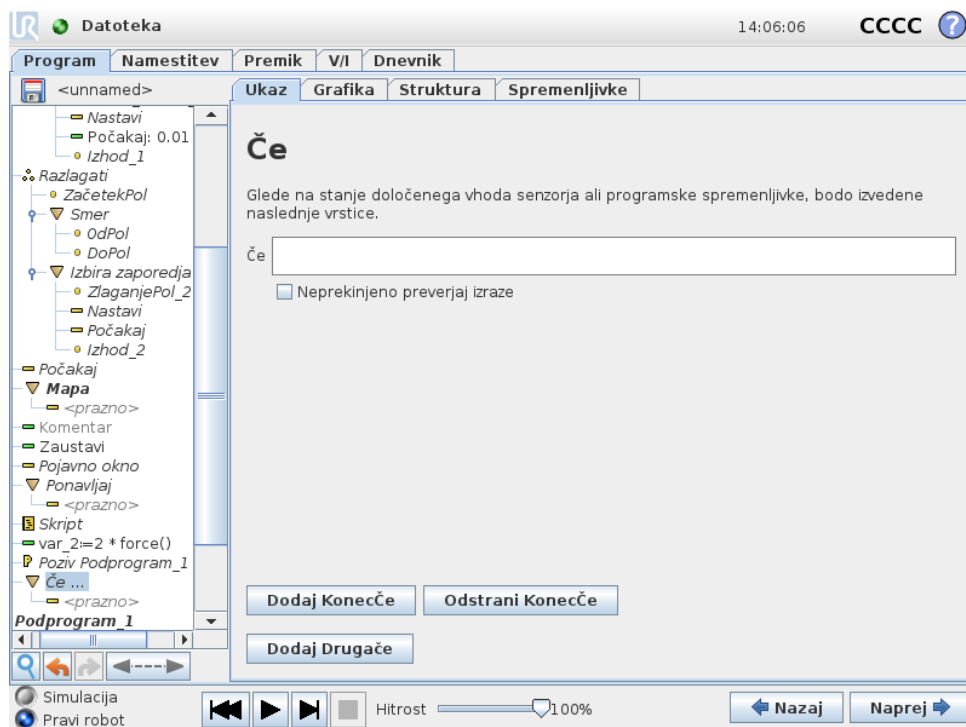 UR Datoteka 14:06:06 CCCC ?
Program Namestitev Premik V/I Dnevnik
<unnamed>
Ukaz Grafika Struktura Spremenljivke
Nastavi
Počakaj: 0.01
Izhod_1
Razlagati
ZačetekPol
Smer
OdPol
DoPol
Izbira zaporedja
ZlaganjePol_2
Nastavi
Počakaj
Izhod_2
Počakaj
Mapa
<prazno>
Komentar
Zaustavi
Pojavno okno
Ponavljaj
<prazno>
Skript
var_2:=2 * force()
P Poziv Podprogram_1
Če ...
<prazno>
Podprogram_1
Če
Glede na stanje določenega vhoda senzorja ali programske spremenljivke, bodo izvedene
naslednje vrstice.
Če
Neprekinjeno preverjaj izraze
Dodaj KonecČe Odstrani KonecČe
Dodaj Drugače
Simulacija
Pravi robot
Hitrost 100%
Nazaj Naprej